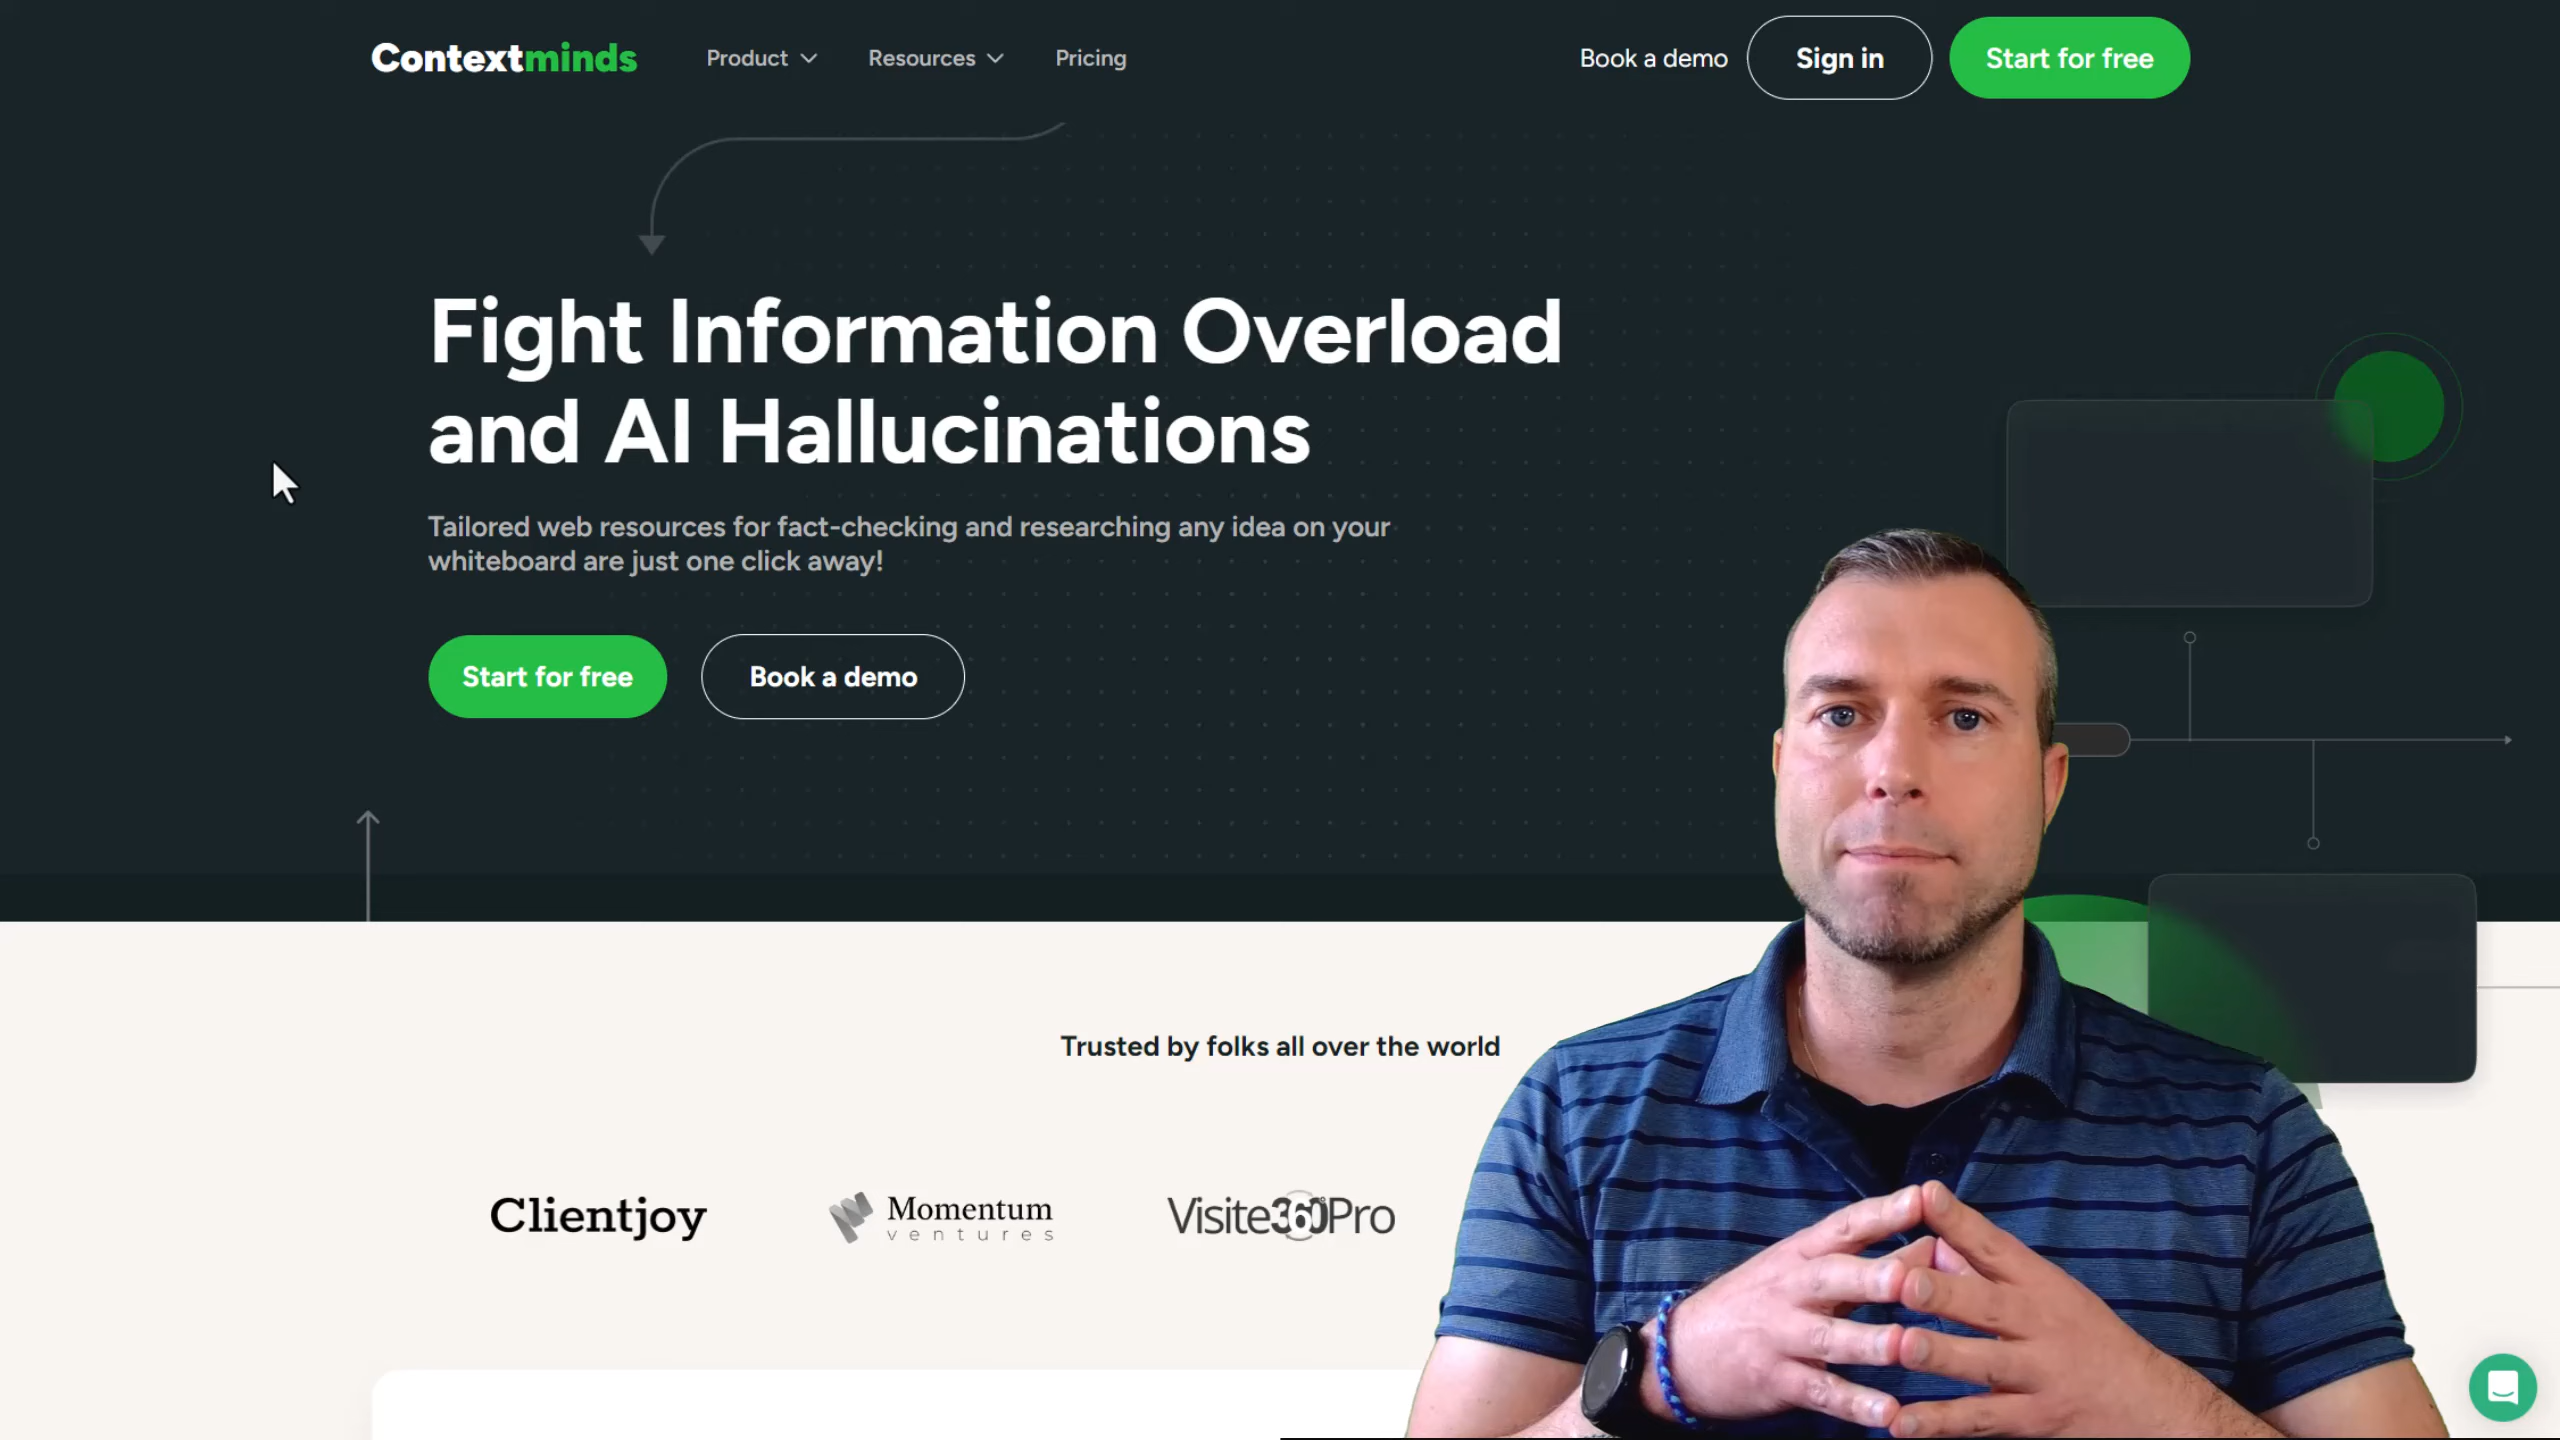 Contextminds
Product
Resources
Pricing
Book a demo
Sign in
Start for free
Fight Information Overload
and AI Hallucinations
Tailored web resources for fact-checking and researching any idea on your
whiteboard are just one click away!
Start for free
Book a demo
Trusted by folks all over the world
Clientjoy
Momentum
ventures
Visite360°Pro